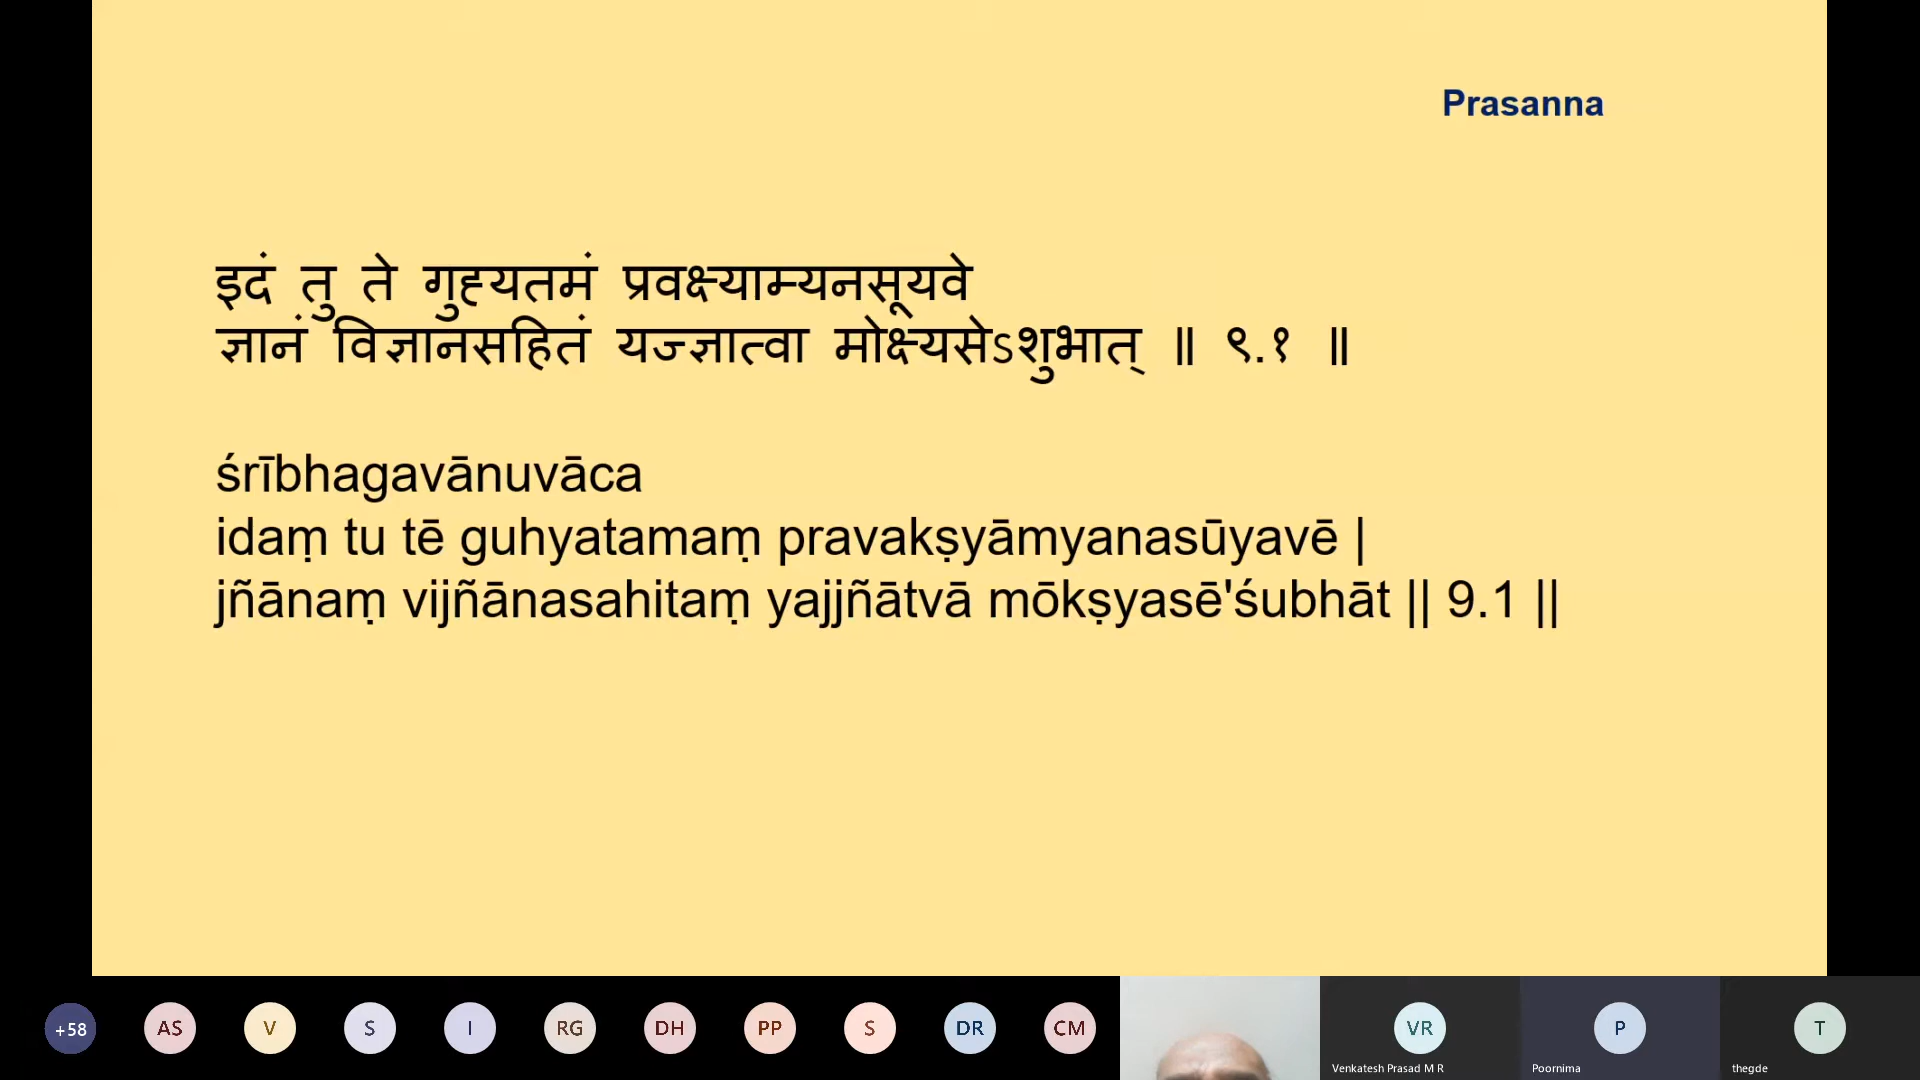 Prasanna
इदं तु ते गुह्यतमं प्रवक्ष्याम्यनसूयवे
ज्ञानं विज्ञानसहितं यज्ज्ञात्वा मोक्ष्यसेऽशुभात् ॥ ९.१ ॥
śrībhagavānuvāca
idaṃ tu tē guhyatamaṃ pravakṣyāmyanasūyavē |
jñānaṃ vijñānasahitaṃ yajjñātvā mōkṣyasē'śubhāt || 9.1 ||
+58 AS V S I RG DH PP S DR CM VR P T
Venkatesh Prasad M R Poornima thegde